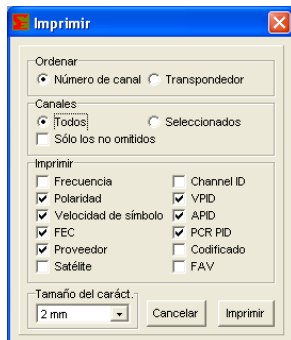 Imprimir
Ordenar
Número de canal Transpondedor
Canales
Todos Seleccionados
Sólo los no omitidos
Imprimir
Frecuencia Channel ID
Polaridad VPID
Velocidad de símbolo APID
FEC PCR PID
Proveedor Codificado
Satélite FAV
Tamaño del caráct.
2 mm Cancelar Imprimir